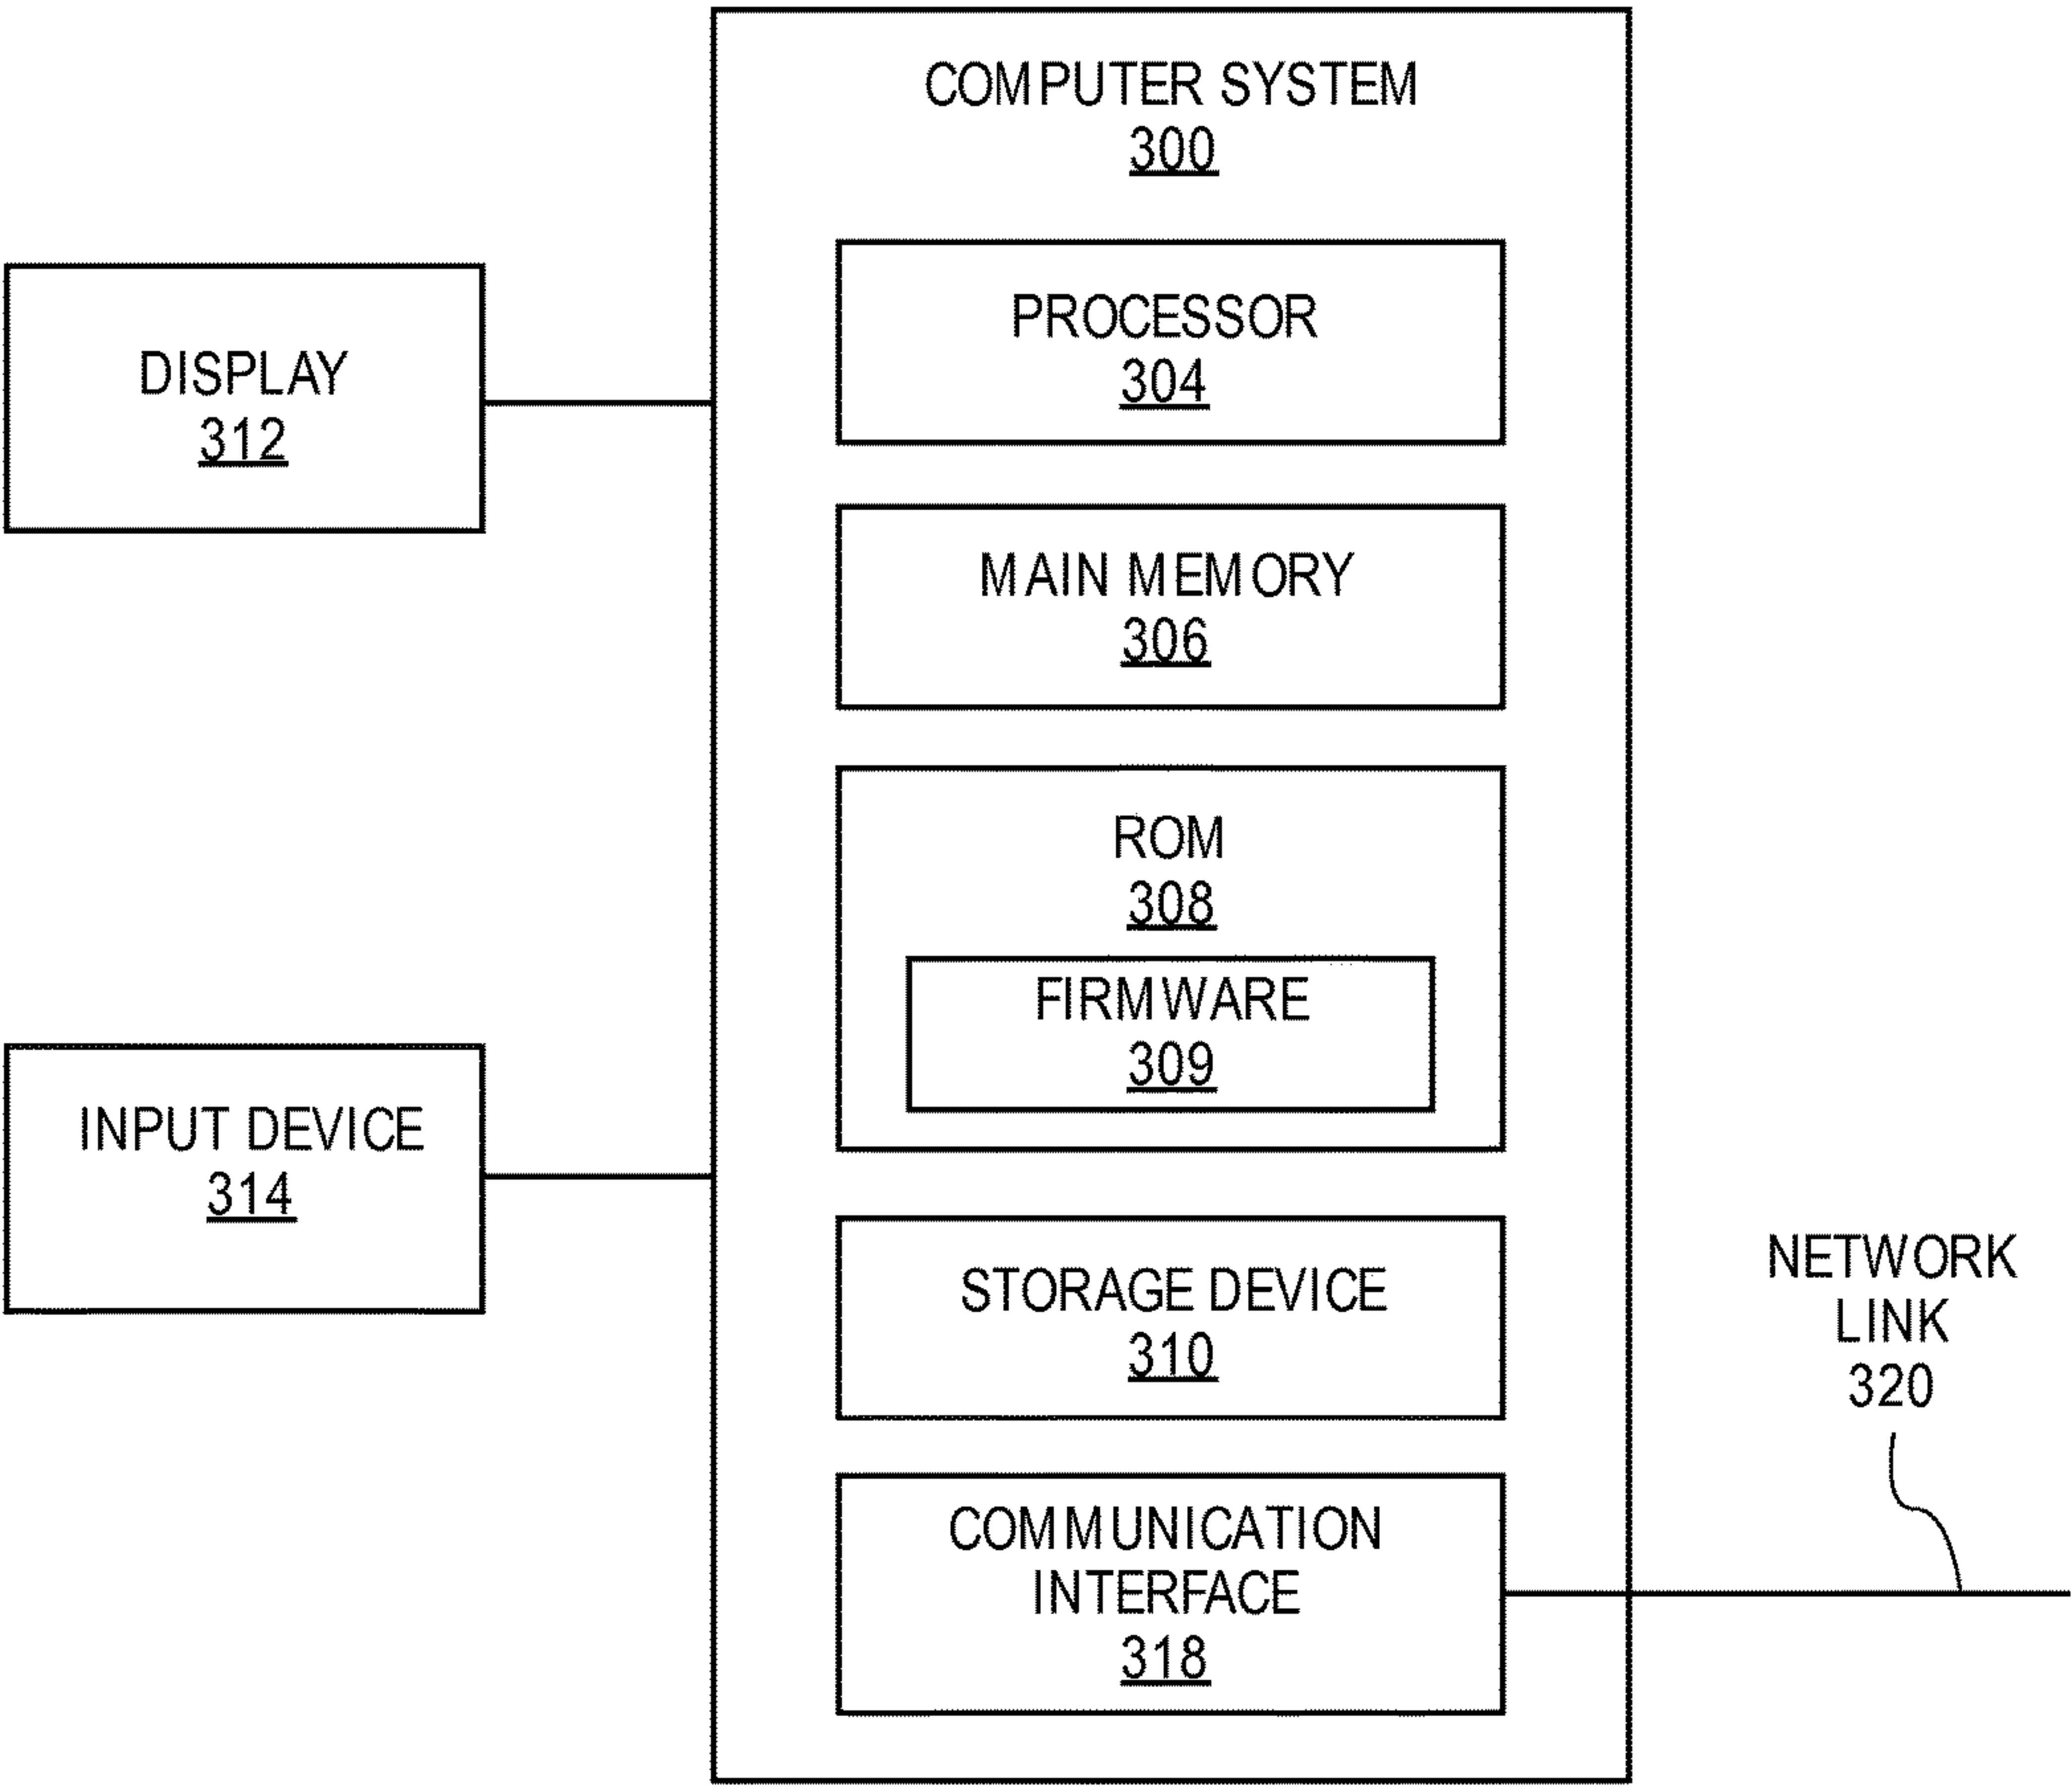 COMPUTER SYSTEM
300
PROCESSOR
304
DISPLAY
312
MAIN MEMORY
306
ROM
308
FIRMWARE
309
INPUT DEVICE
314
STORAGE DEVICE
310
NETWORK
LINK
320
COMMUNICATION
INTERFACE
318